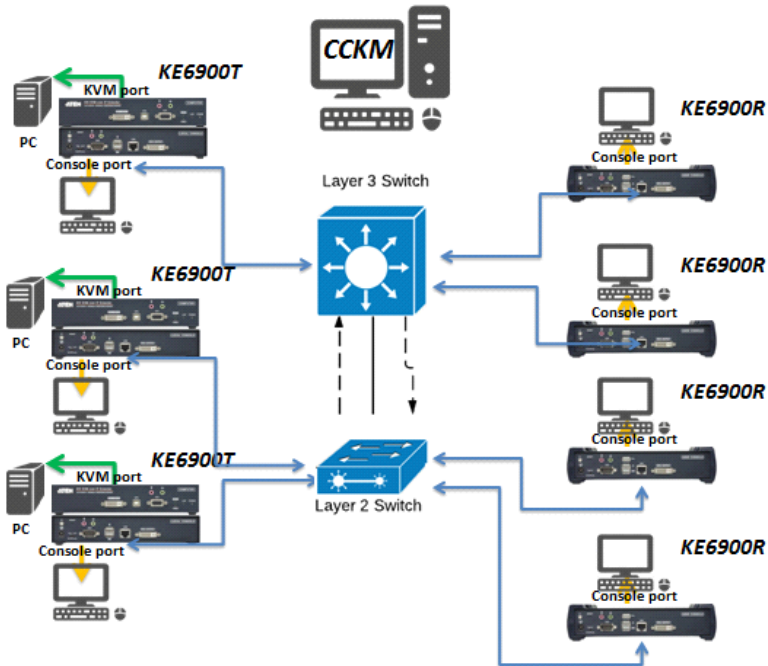 CCKM
KE6900T
KVM port
PC
Console port
KE6900T
KVM port
PC
Console port
KE6900T
KVM port
PC
Console port
Layer 3 Switch
Layer 2 Switch
KE6900R
Console port
KE6900R
Console port
KE6900R
Console port
KE6900R
Console port